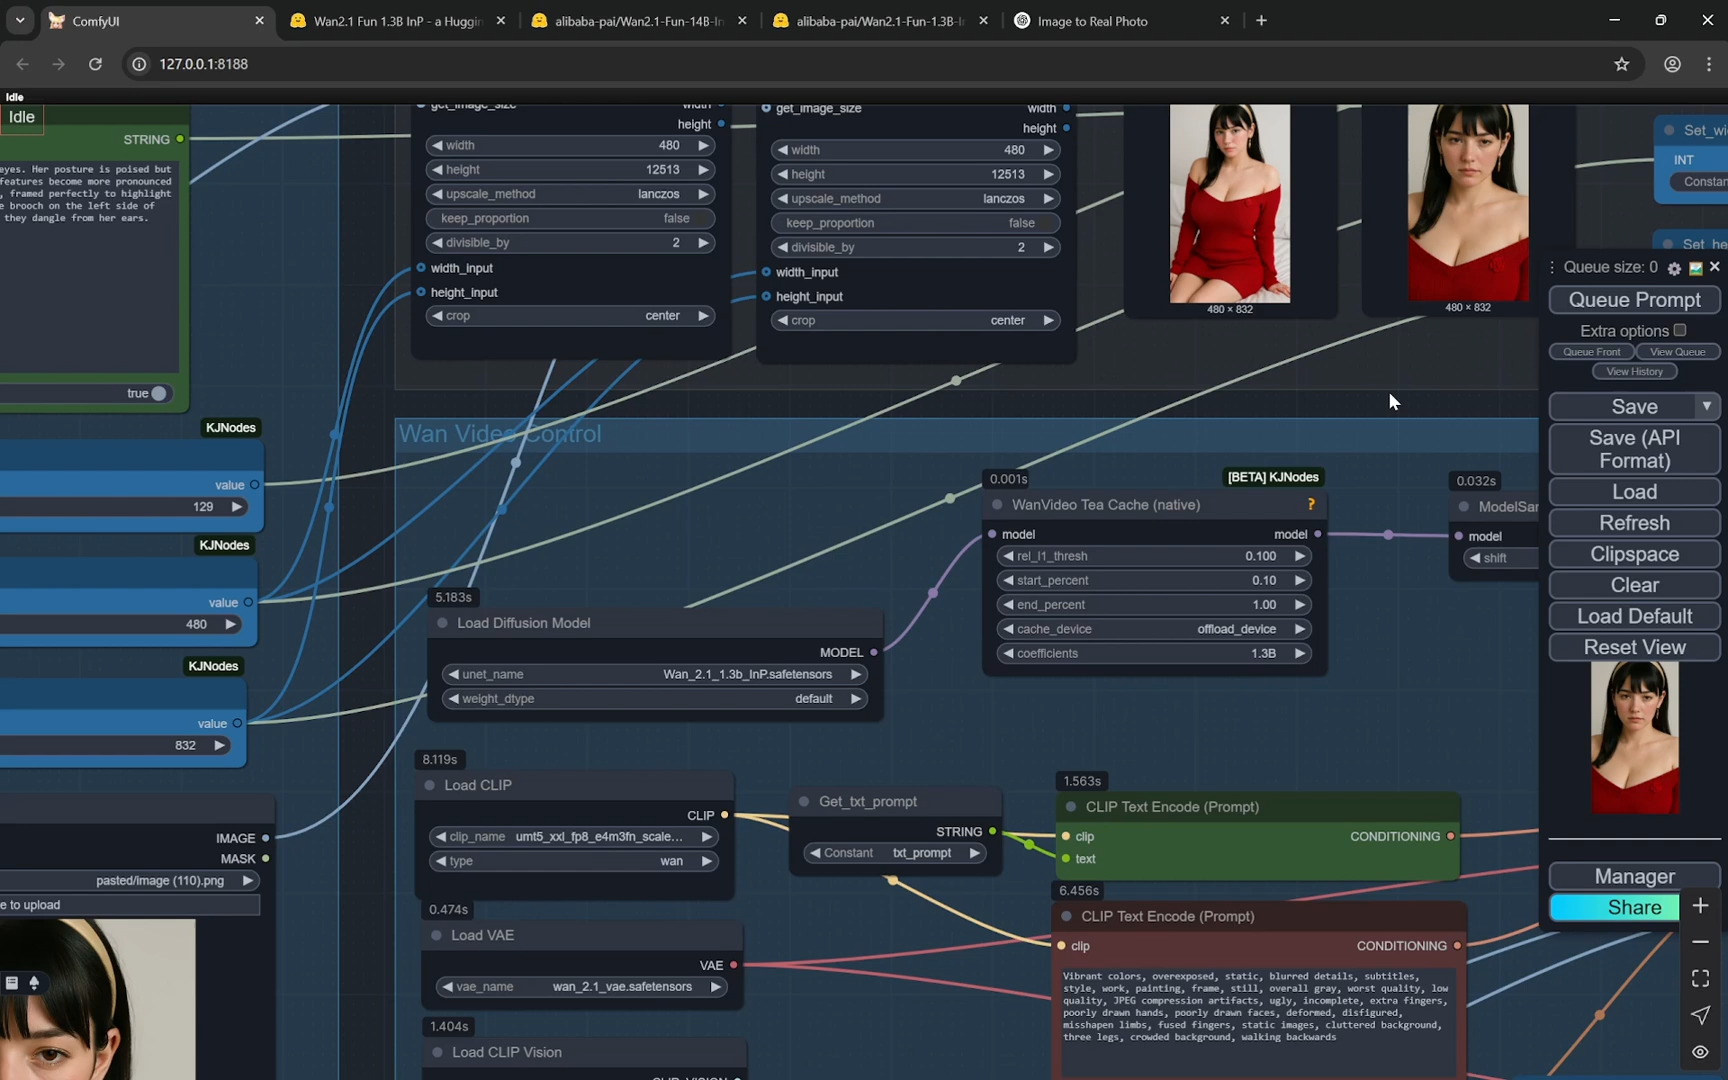 ComfyUI
Wan2.1 Fun 1.3B InP - a Huggin
alibaba-pai/Wan2.1-Fun-14B-In
alibaba-pai/Wan2.1-Fun-1.3B-In
Image to Real Photo
127.0.0.1:8188
Idle
Idle
STRING
eyes. Her posture is poised but
features become more pronounced
, framed perfectly to highlight
e brooch on the left side of
they dangle from her ears.
true
get_image_size
width
height
width 480
height 12513
upscale_method lanczos
keep_proportion false
divisible_by 2
width_input
height_input
crop center
get_image_size
width
height
width 480
height 12513
upscale_method lanczos
keep_proportion false
divisible_by 2
width_input
height_input
crop center
480 × 832
480 × 832
Set_wi
INT
Constan
Set_he
KJNodes
value
129
KJNodes
value
480
KJNodes
value
832
IMAGE
MASK
pasted/image (110).png
e to upload
Wan Video Control
0.001s
[BETA] KJNodes
WanVideo Tea Cache (native) ?
model
model
rel_l1_thresh 0.100
start_percent 0.10
end_percent 1.00
cache_device offload_device
coefficients 1.3B
0.032s
ModelSam
model
shift
5.183s
Load Diffusion Model
MODEL
unet_name Wan_2.1_1.3b_InP.safetensors
weight_dtype default
8.119s
Load CLIP
CLIP
clip_name umt5_xxl_fp8_e4m3fn_scale...
type wan
Get_txt_prompt
STRING
Constant txt_prompt
1.563s
CLIP Text Encode (Prompt)
clip
CONDITIONING
text
6.456s
CLIP Text Encode (Prompt)
clip
CONDITIONING
Vibrant colors, overexposed, static, blurred details, subtitles,
style, work, painting, frame, still, overall gray, worst quality, low
quality, JPEG compression artifacts, ugly, incomplete, extra fingers,
poorly drawn hands, poorly drawn faces, deformed, disfigured,
misshapen limbs, fused fingers, static images, cluttered background,
three legs, crowded background, walking backwards
0.474s
Load VAE
VAE
vae_name wan_2.1_vae.safetensors
1.404s
Load CLIP Vision
CLIP_VISION
Queue size: 0
Queue Prompt
Extra options
Queue Front
View Queue
View History
Save
Save (API
Format)
Load
Refresh
Clipspace
Clear
Load Default
Reset View
Manager
Share